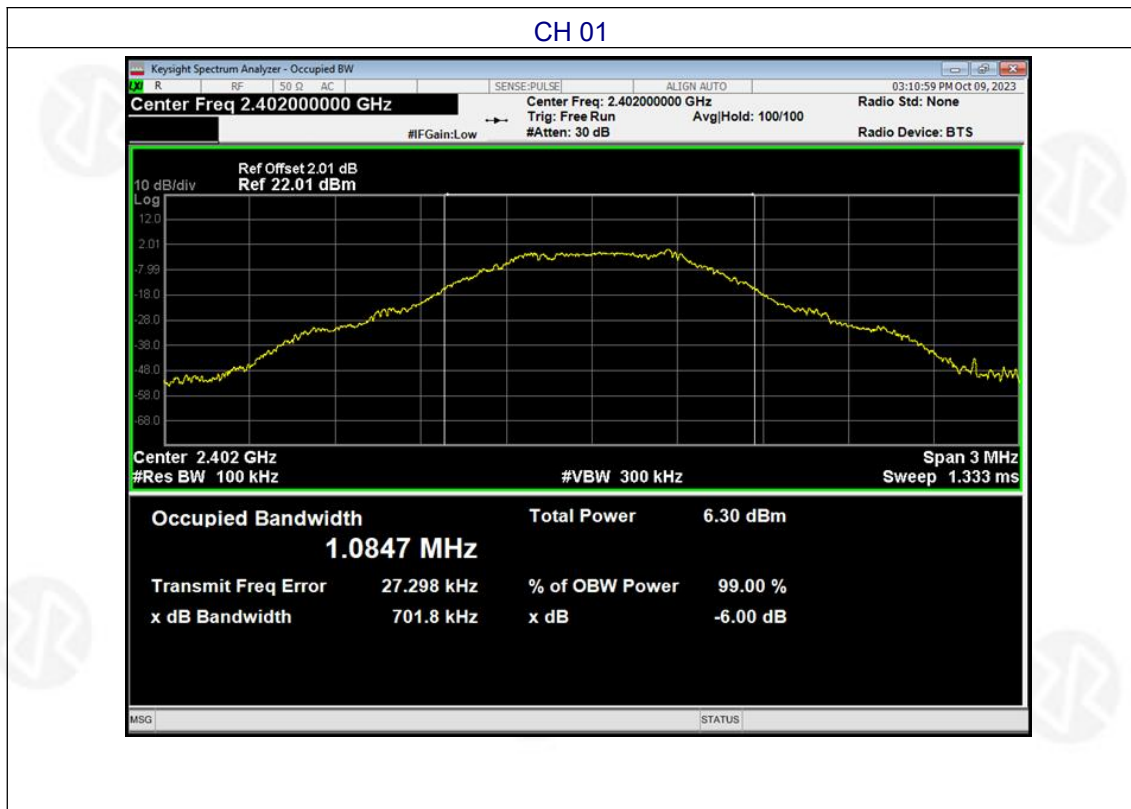 CH 01
Keysight Spectrum Analyzer - Occupied BW
LXI R RF 50 Ω AC SENSE:PULSE ALIGN AUTO 03:10:59 PM Oct 09, 2023
Center Freq 2.402000000 GHz Center Freq: 2.402000000 GHz Radio Std: None
Trig: Free Run Avg|Hold: 100/100
#IFGain:Low #Atten: 30 dB Radio Device: BTS
Ref Offset 2.01 dB
10 dB/div Ref 22.01 dBm
Log
12.0
2.01
-7.99
-18.0
-28.0
-38.0
-48.0
-58.0
-68.0
Center 2.402 GHz Span 3 MHz
#Res BW 100 kHz #VBW 300 kHz Sweep 1.333 ms
Occupied Bandwidth Total Power 6.30 dBm
1.0847 MHz
Transmit Freq Error 27.298 kHz % of OBW Power 99.00 %
x dB Bandwidth 701.8 kHz x dB -6.00 dB
MSG STATUS